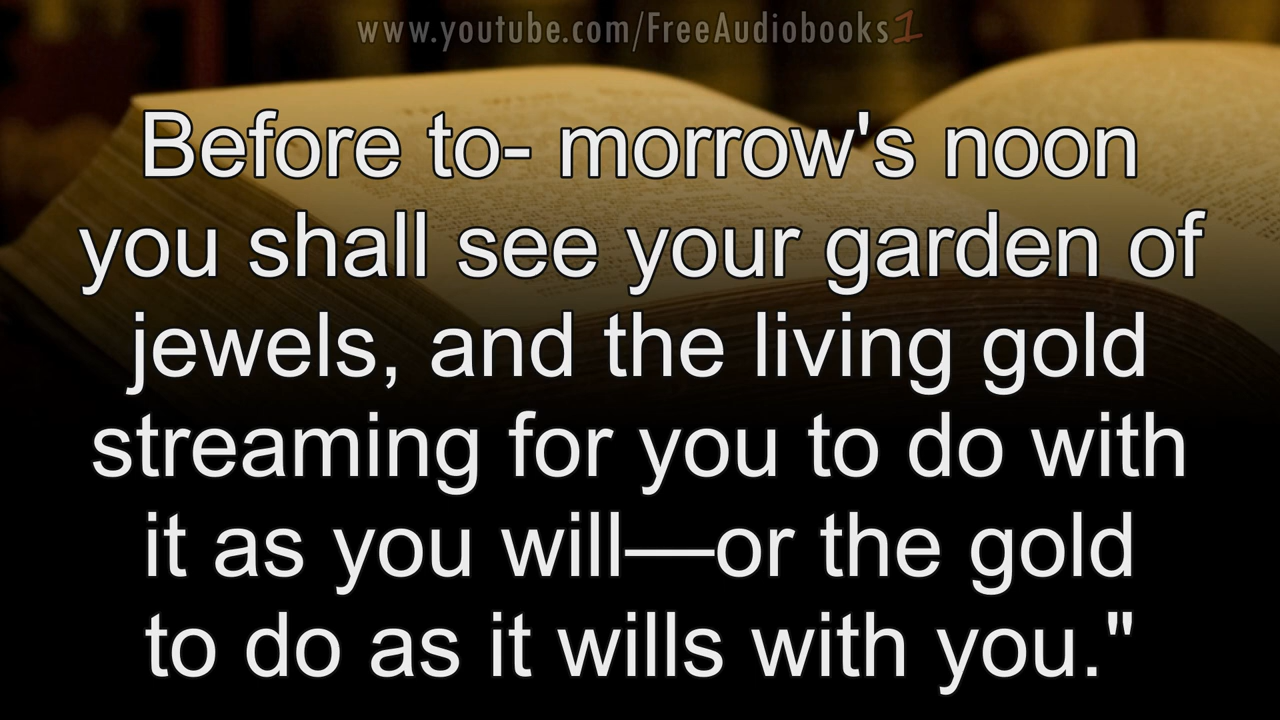 www.youtube.com/FreeAudiobooks1
Before to- morrow's noon
you shall see your garden of
jewels, and the living gold
streaming for you to do with
it as you will—or the gold
to do as it wills with you."